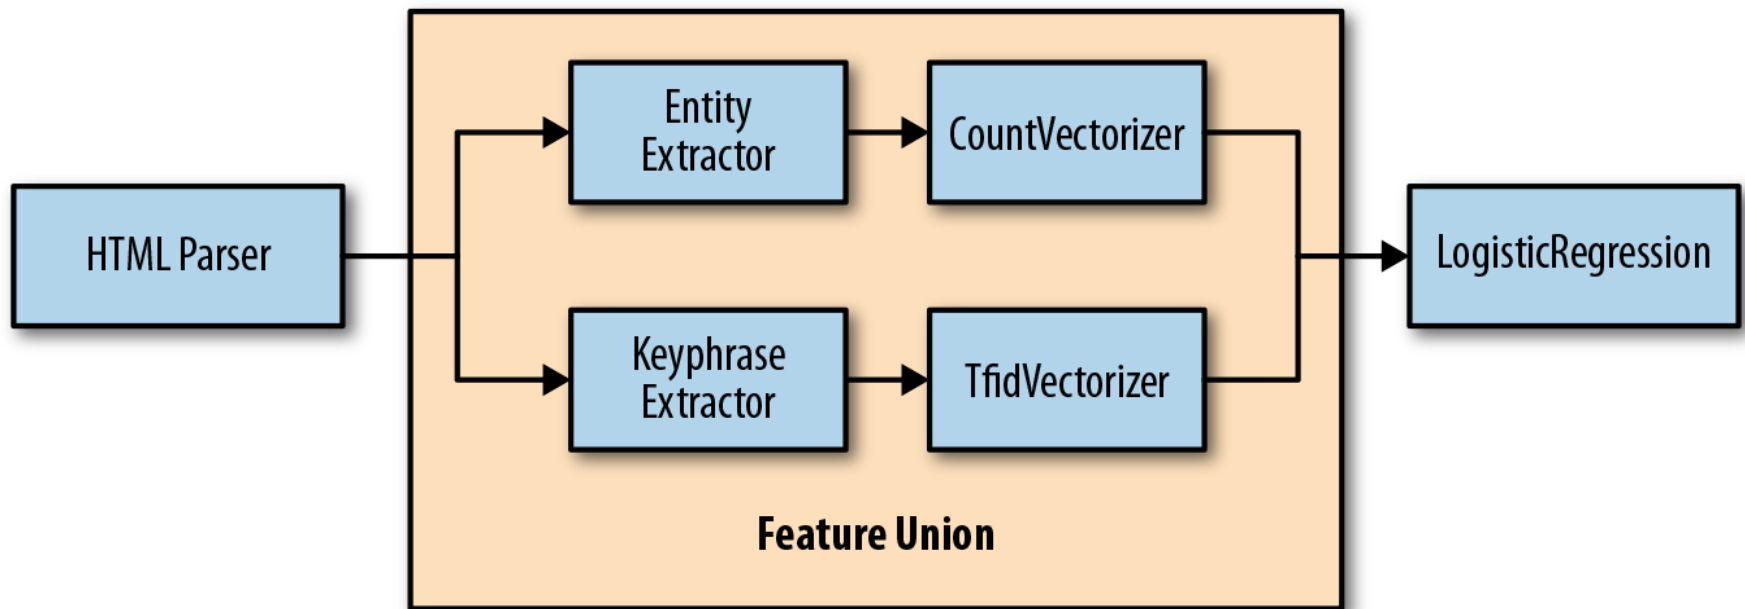 HTML Parser
Entity
Extractor
CountVectorizer
Keyphrase
Extractor
TfidVectorizer
Feature Union
LogisticRegression